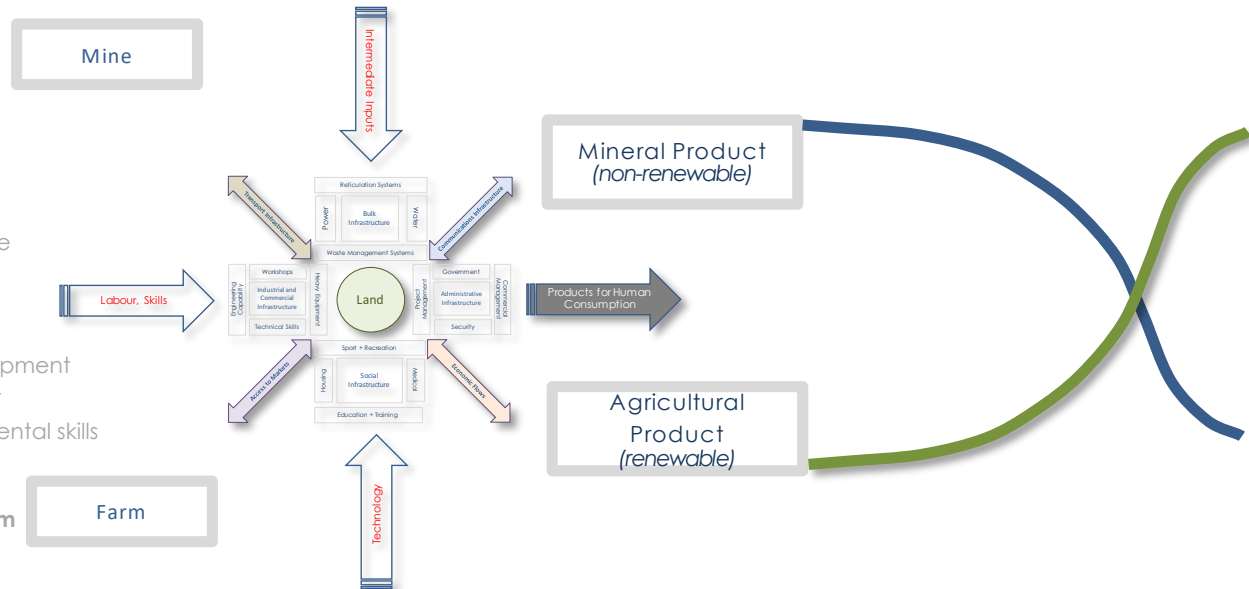 Mine
Intermediate Inputs
Mineral Product
(non-renewable)
Reticulation Systems
Transport Infrastructure
Power
Bulk
Infrastructure
Water
Communications Infrastructure
Waste Management Systems
e
Labour, Skills
Engineering
Capability
Workshops
Industrial and
Commercial
Infrastructure
Technical Skills
Heavy Equipment
Land
Project
Management
Government
Administrative
Infrastructure
Security
Commercial
Management
Products for Human
Consumption
Sport + Recreation
Access to Markets
Housing
Social
Infrastructure
Medical
Economic Flows
Education + Training
opment
ental skills
Agricultural
Product
(renewable)
Farm
m
Technology